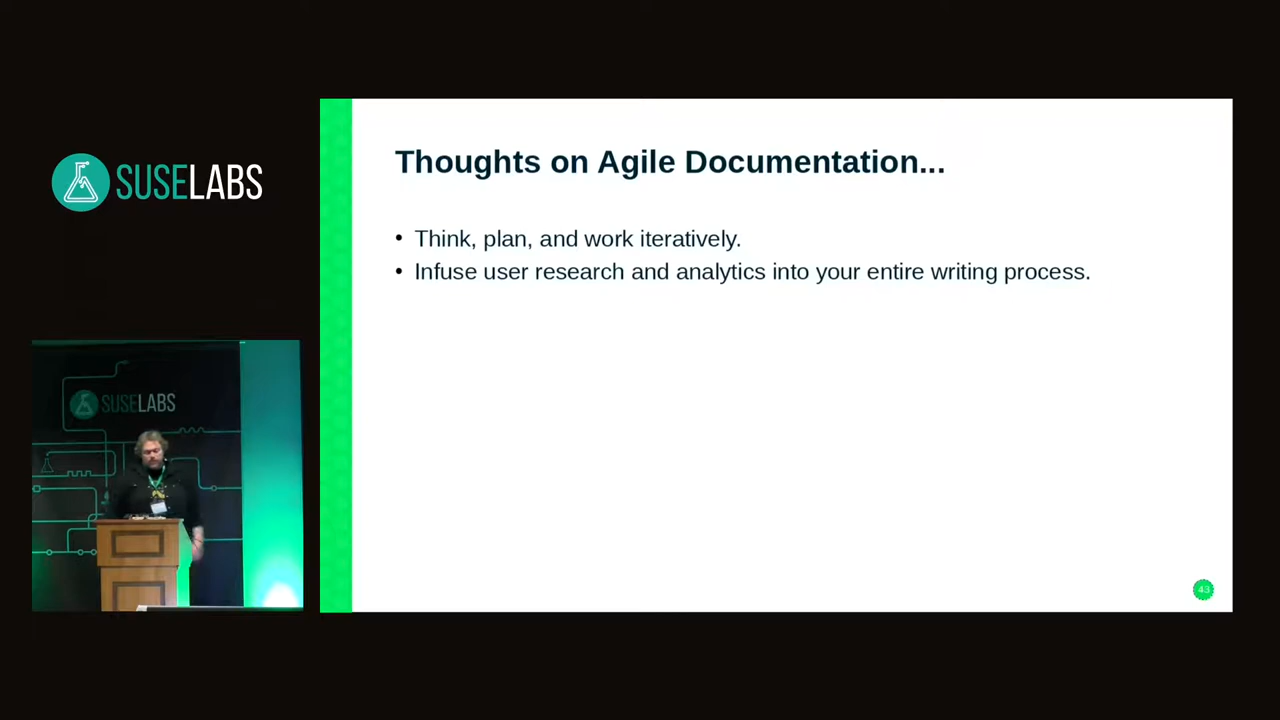 SUSELABS
Thoughts on Agile Documentation...
• Think, plan, and work iteratively.
• Infuse user research and analytics into your entire writing process.
SUSELABS
43